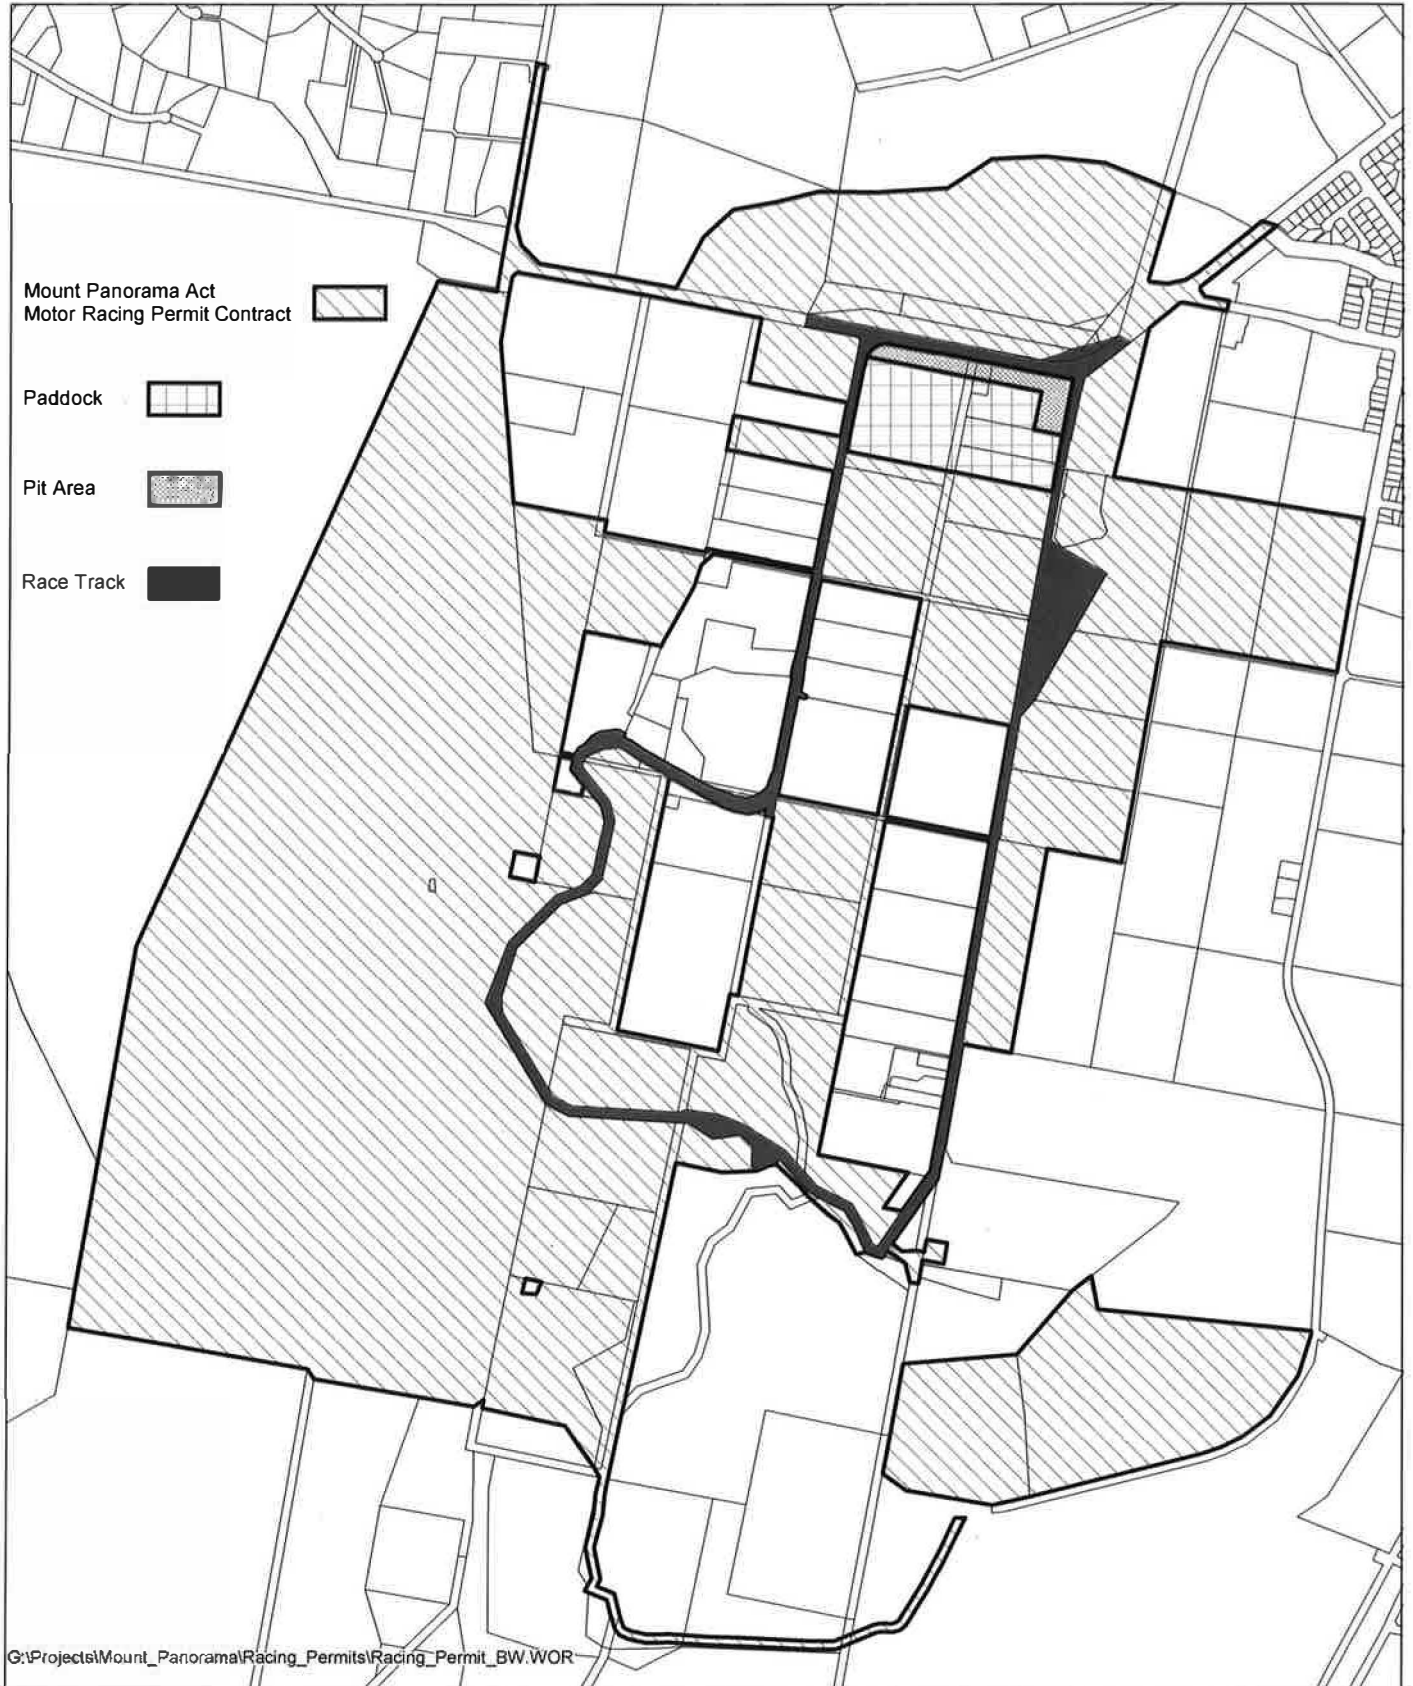 Mount Panorama Act
Motor Racing Permit Contract
Paddock
Pit Area
Race Track
G:\Projects\Mount_Panorama\Racing_Permits\Racing_Permit_BW.WOR